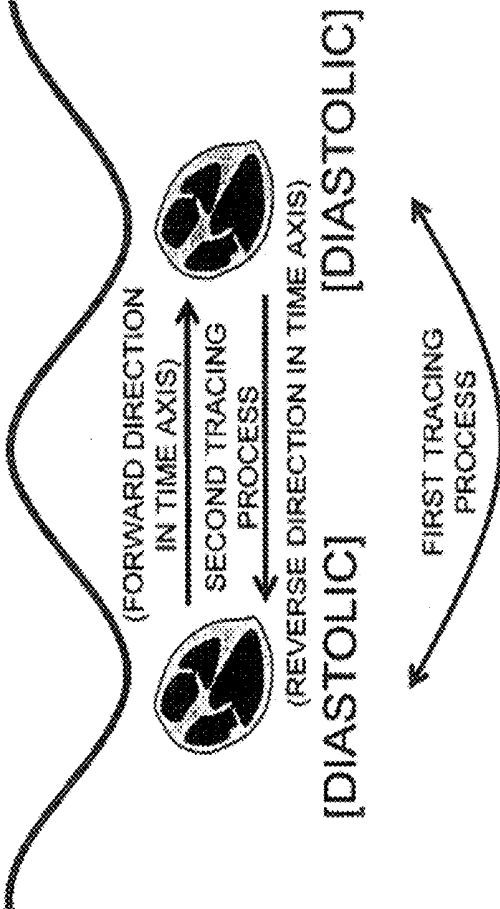 (FORWARD DIRECTION
IN TIME AXIS)
SECOND TRACING
PROCESS
(REVERSE DIRECTION IN TIME AXIS)
[DIASTOLIC]
[DIASTOLIC]
FIRST TRACING
PROCESS